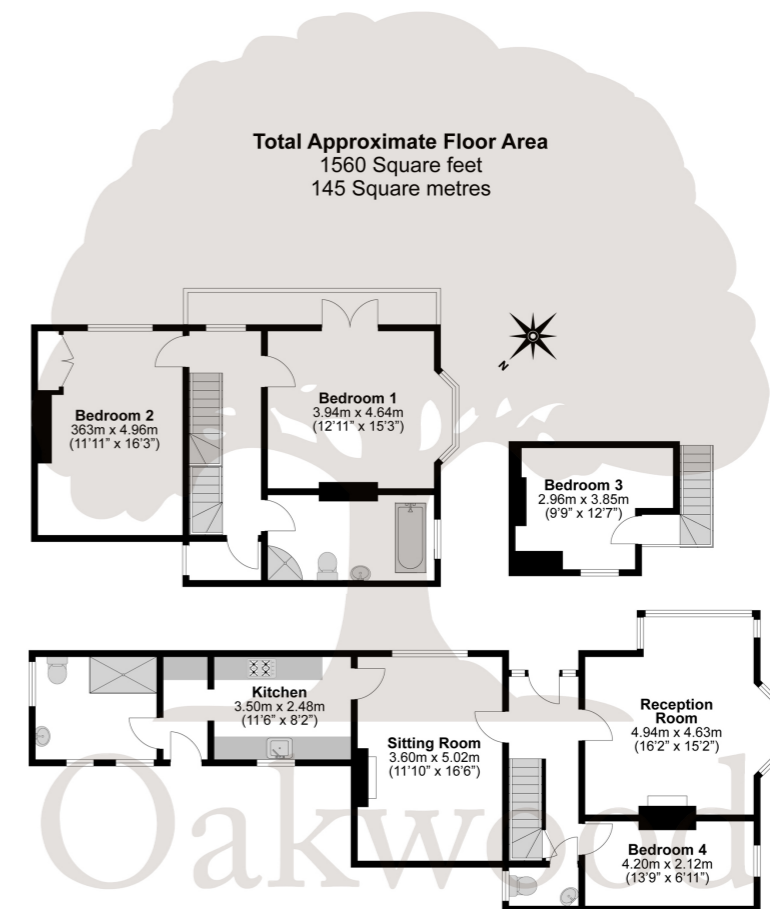 Total Approximate Floor Area
1560 Square feet
145 Square metres
Bedroom 2
363m x 4.96m
(11'11” x 16'3”)
Bedroom 1
3.94m x 4.64m
(12'11” x 15'3”)
N
Bedroom 3
2.96m x 3.85m
(9'9” x 12'7”)
Kitchen
3.50m x 2.48m
(11'6” x 8'2”)
Sitting Room
3.60m x 5.02m
(11'10” x 16'6”)
Reception
Room
4.94m x 4.63m
(16'2” x 15'2”)
Bedroom 4
4.20m x 2.12m
(13'9” x 6'11”)
Oakwood